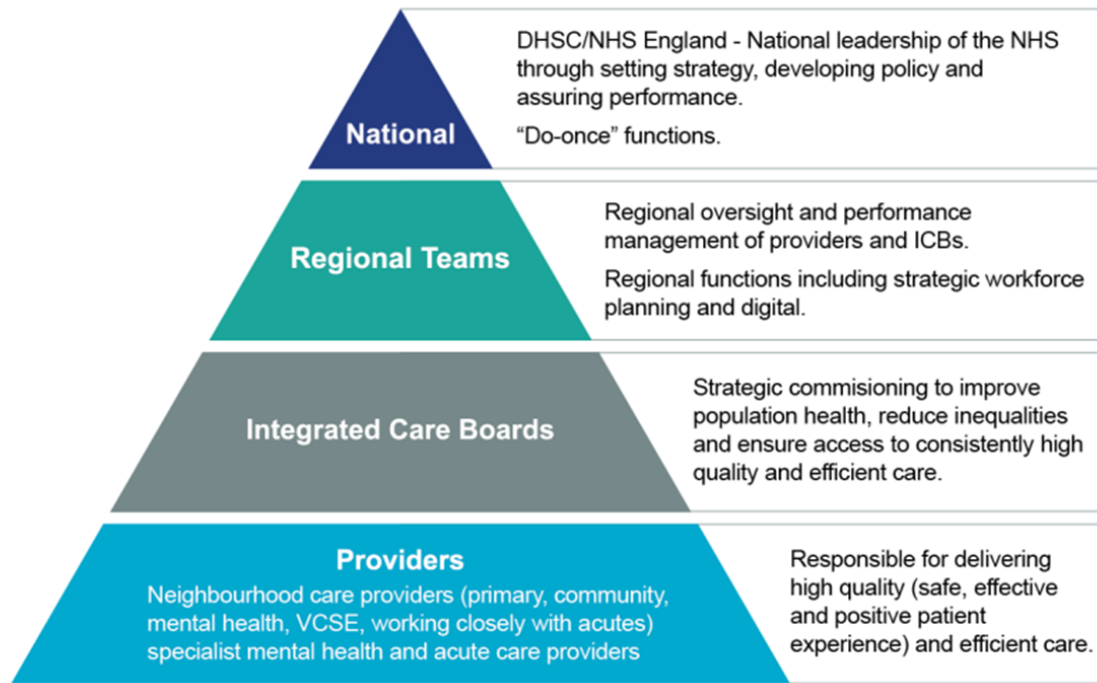 DHSC/NHS England - National leadership of the NHS
through setting strategy, developing policy and
assuring performance.
“Do-once” functions.
National
Regional oversight and performance
management of providers and ICBs.
Regional functions including strategic workforce
planning and digital.
Regional Teams
Strategic commisioning to improve
population health, reduce inequalities
and ensure access to consistently high
quality and efficient care.
Integrated Care Boards
Providers
Neighbourhood care providers (primary, community,
mental health, VCSE, working closely with acutes)
specialist mental health and acute care providers
Responsible for delivering
high quality (safe, effective
and positive patient
experience) and efficient care.